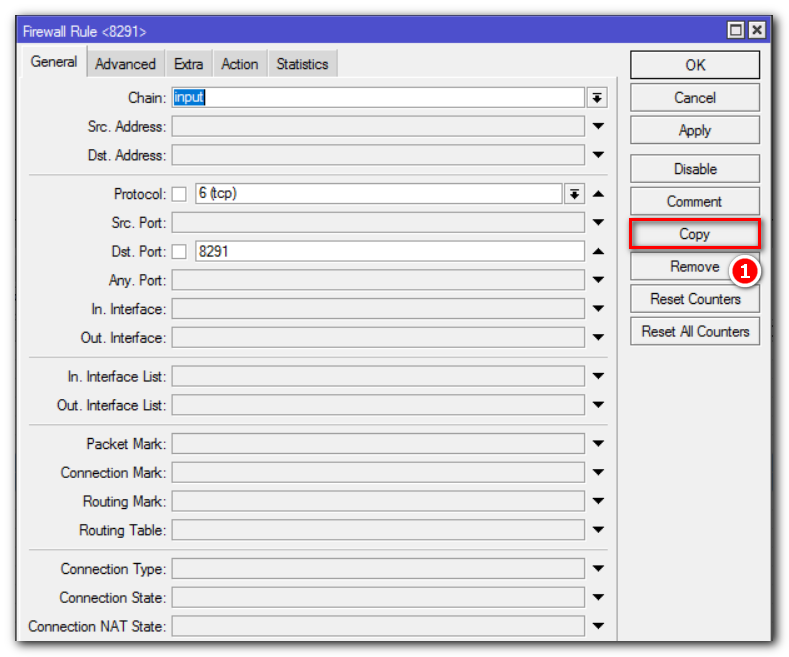 Firewall Rule <8291>
General Advanced Extra Action Statistics
Chain: input
Src. Address:
Dst. Address:
Protocol: 6 (tcp)
Src. Port:
Dst. Port: 8291
Any. Port:
In. Interface:
Out. Interface:
In. Interface List:
Out. Interface List:
Packet Mark:
Connection Mark:
Routing Mark:
Routing Table:
Connection Type:
Connection State:
Connection NAT State:
OK
Cancel
Apply
Disable
Comment
Copy
Remove
1
Reset Counters
Reset All Counters